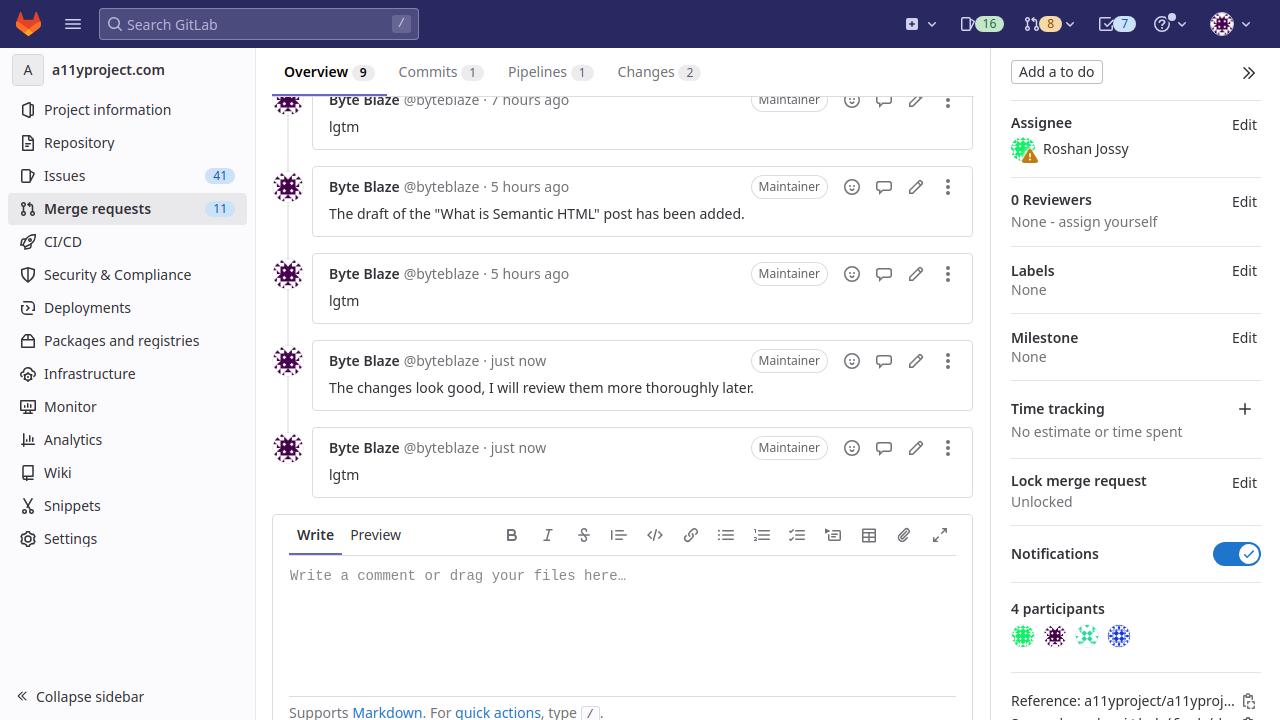 Search GitLab
/
16
8
7
A
a11yproject.com
Project information
Repository
Issues
41
Merge requests
11
CI/CD
Security & Compliance
Deployments
Packages and registries
Infrastructure
Monitor
Analytics
Wiki
Snippets
Settings
Collapse sidebar
Overview 9
Commits 1
Pipelines 1
Changes 2
Byte Blaze @byteblaze · 7 hours ago
Maintainer
lgtm
Byte Blaze @byteblaze · 5 hours ago
Maintainer
The draft of the "What is Semantic HTML" post has been added.
Byte Blaze @byteblaze · 5 hours ago
Maintainer
lgtm
Byte Blaze @byteblaze · just now
Maintainer
The changes look good, I will review them more thoroughly later.
Byte Blaze @byteblaze · just now
Maintainer
lgtm
Write
Preview
Write a comment or drag your files here…
Supports Markdown. For quick actions, type /.
Add a to do
Assignee
Edit
Roshan Jossy
0 Reviewers
Edit
None - assign yourself
Labels
Edit
None
Milestone
Edit
None
Time tracking
No estimate or time spent
Lock merge request
Edit
Unlocked
Notifications
4 participants
Reference: a11yproject/a11yproj…